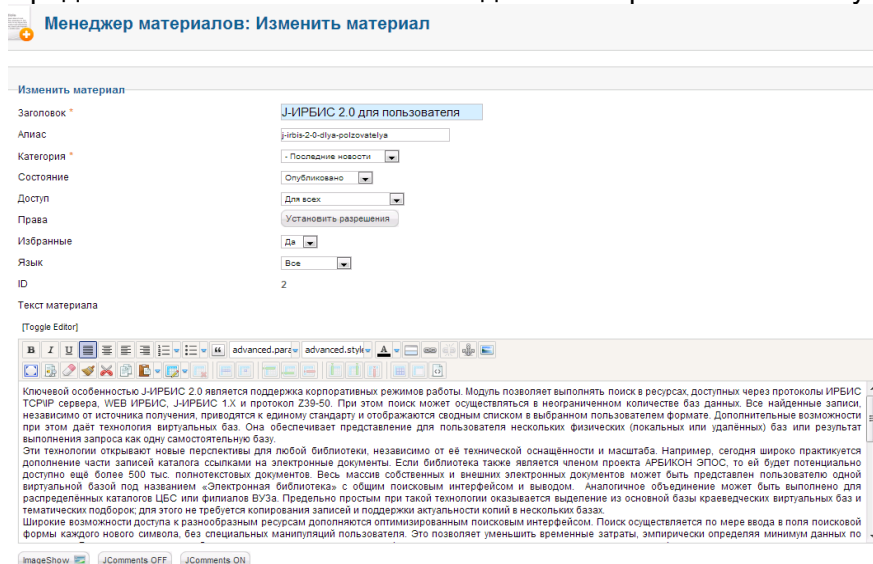 Менеджер материалов: Изменить материал
Изменить материал
Заголовок * J-ИРБИС 2.0 для пользователя
Алиас j-irbis-2-0-dlya-polzovatelya
Категория * - Последние новости
Состояние Опубликовано
Доступ Для всех
Права Установить разрешения
Избранные Да
Язык Все
ID 2
Текст материала
[Toggle Editor]
B I U advanced.para advanced.style A
Ключевой особенностью J-ИРБИС 2.0 является поддержка корпоративных режимов работы. Модуль позволяет выполнять поиск в ресурсах, доступных через протоколы ИРБИС
TCP\IP сервера, WEB ИРБИС, J-ИРБИС 1.X и протокол Z39-50. При этом поиск может осуществляться в неограниченном количестве баз данных. Все найденные записи,
независимо от источника получения, приводятся к единому стандарту и отображаются сводным списком в выбранном пользователем формате. Дополнительные возможности
при этом даёт технология виртуальных баз. Она обеспечивает представление для пользователя нескольких физических (локальных или удалённых) баз или результат
выполнения запроса как одну самостоятельную базу.
Эти технологии открывают новые перспективы для любой библиотеки, независимо от её технической оснащённости и масштаба. Например, сегодня широко практикуется
дополнение части записей каталога ссылками на электронные документы. Если библиотека также является членом проекта АРБИКОН ЭПОС, то ей будет потенциально
доступно ещё более 500 тыс. полнотекстовых документов. Весь массив собственных и внешних электронных документов может быть представлен пользователю одной
виртуальной базой под названием «Электронная библиотека» с общим поисковым интерфейсом и выводом. Аналогичное объединение может быть выполнено для
распределённых каталогов ЦБС или филиалов ВУЗа. Предельно простым при такой технологии оказывается выделение из основной базы краеведческих виртуальных баз и
тематических подборок; для этого не требуется копирования записей и поддержки актуальности копий в нескольких базах.
Широкие возможности доступа к разнообразным ресурсам дополняются оптимизированным поисковым интерфейсом. Поиск осуществляется по мере ввода в поля поисковой
формы каждого нового символа, без специальных манипуляций пользователя. Это позволяет уменьшить временные затраты, эмпирически определяя минимум данных по
ImageShow JComments OFF JComments ON